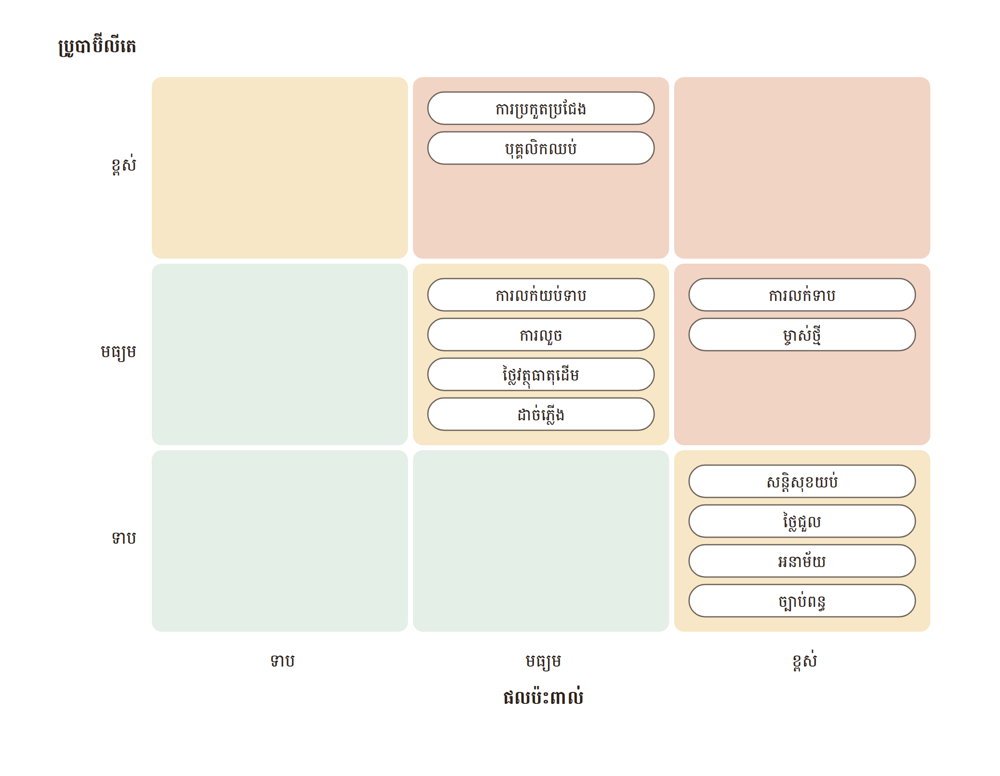 ប្រូបាប៊ីលីតេ
ការប្រកួតប្រជែង
បុគ្គលិកឈប់
ខ្ពស់
ការលក់យប់ទាប
ការលក់ទាប
ការលួច
ម្ចាស់ថ្មី
មធ្យម
ថ្លៃវត្ថុធាតុដើម
ដាច់ភ្លើង
សន្តិសុខយប់
ថ្លៃជួល
ទាប
អនាម័យ
ច្បាប់ពន្ធ
ទាប
មធ្យម
ខ្ពស់
ផលប៉ះពាល់